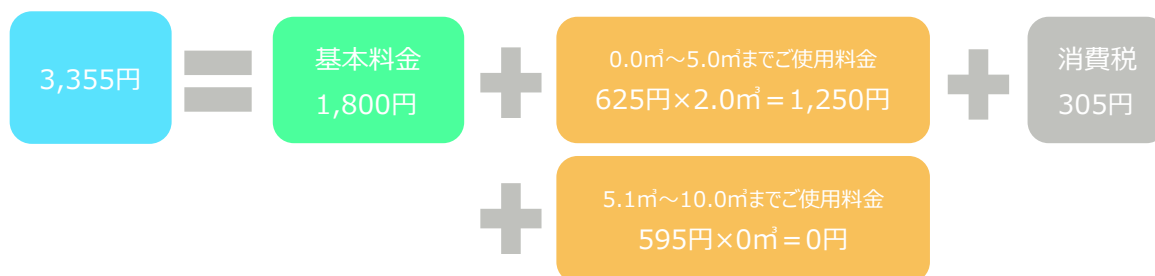 3,355円
基本料金
1,800円
0.0㎥～5.0㎥までご使用料金
625円×2.0㎥＝1,250円
消費税
305円
5.1㎥～10.0㎥までご使用料金
595円×0㎥＝0円